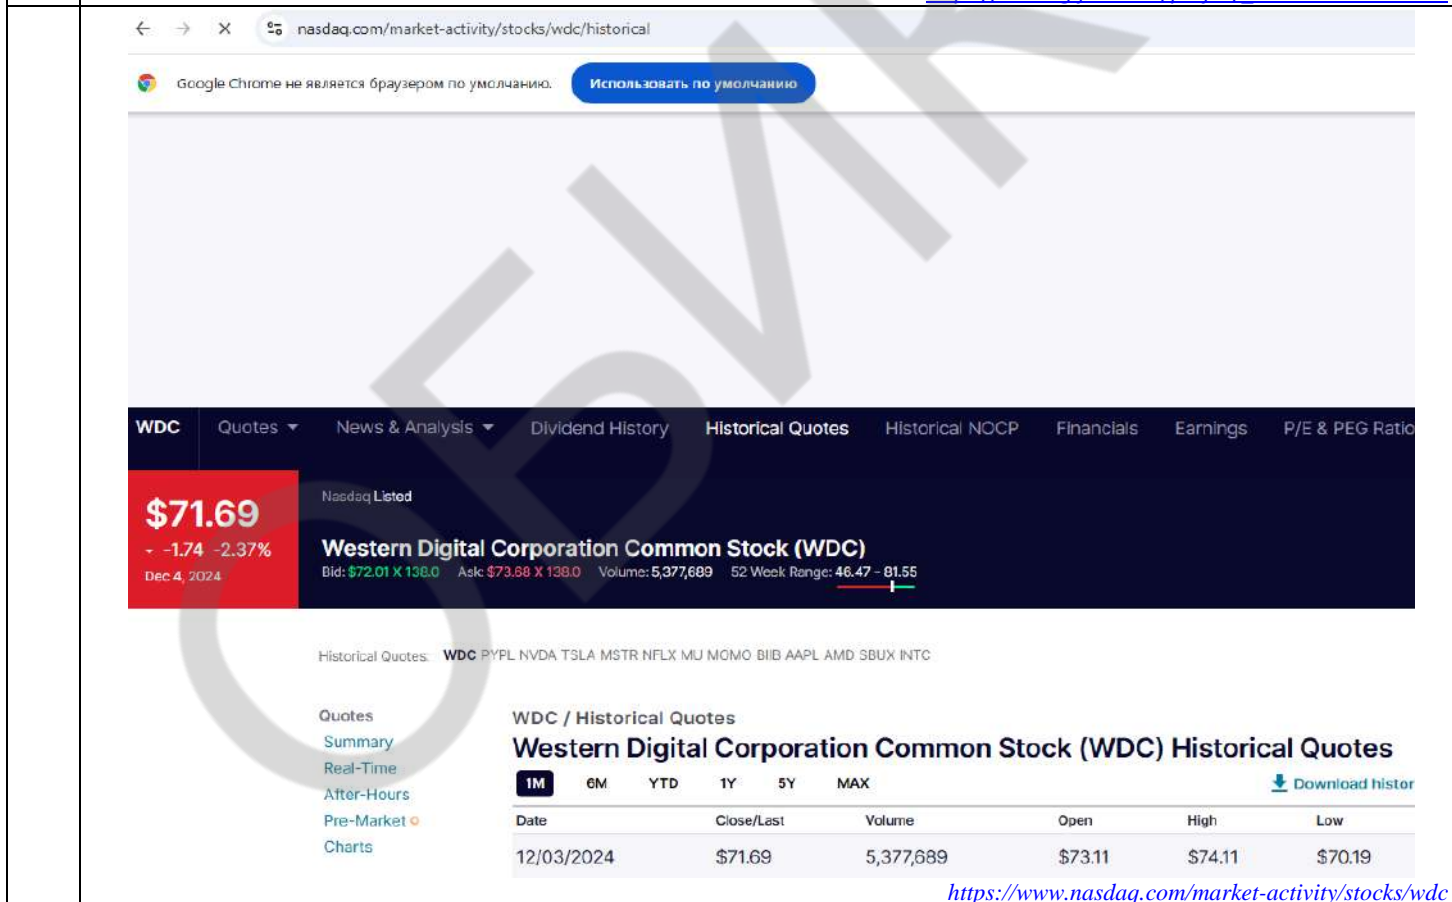 nasdaq.com/market-activity/stocks/wdc/historical
Google Chrome не является браузером по умолчанию. Использовать по умолчанию
ОБИК
WDC Quotes News & Analysis Dividend History Historical Quotes Historical NOCP Financials Earnings P/E & PEG Ratio
$71.69
-1.74 -2.37%
Dec 4, 2024
Nasdaq Listed
Western Digital Corporation Common Stock (WDC)
Bid: $72.01 X 138.0 Ask: $73.68 X 138.0 Volume: 5,377,689 52 Week Range: 46.47 - 81.55
Historical Quotes: WDC PYPL NVDA TSLA MSTR NFLX MU MOMO BIIB AAPL AMD SBUX INTC
Quotes
Summary
Real-Time
After-Hours
Pre-Market
Charts
WDC / Historical Quotes
Western Digital Corporation Common Stock (WDC) Historical Quotes
1M 6M YTD 1Y 5Y MAX Download histor
Date Close/Last Volume Open High Low
12/03/2024 $71.69 5,377,689 $73.11 $74.11 $70.19
https://www.nasdaq.com/market-activity/stocks/wdc